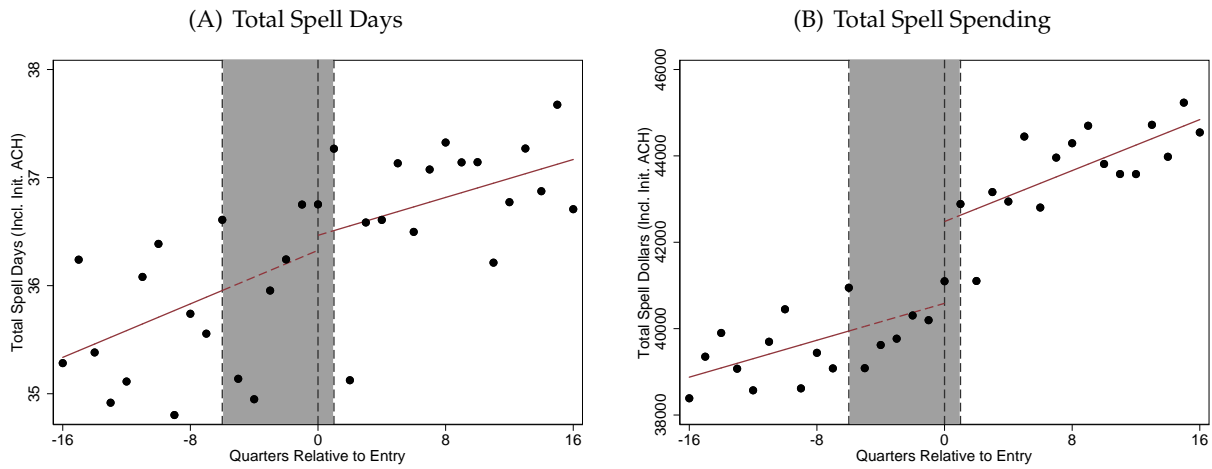 (A) Total Spell Days
Total Spell Days (Incl. Init. ACH)
38
37
36
35
-16 -8 0 8 16
Quarters Relative to Entry
(B) Total Spell Spending
Total Spell Dollars (Incl. Init. ACH)
46000
44000
42000
40000
38000
-16 -8 0 8 16
Quarters Relative to Entry